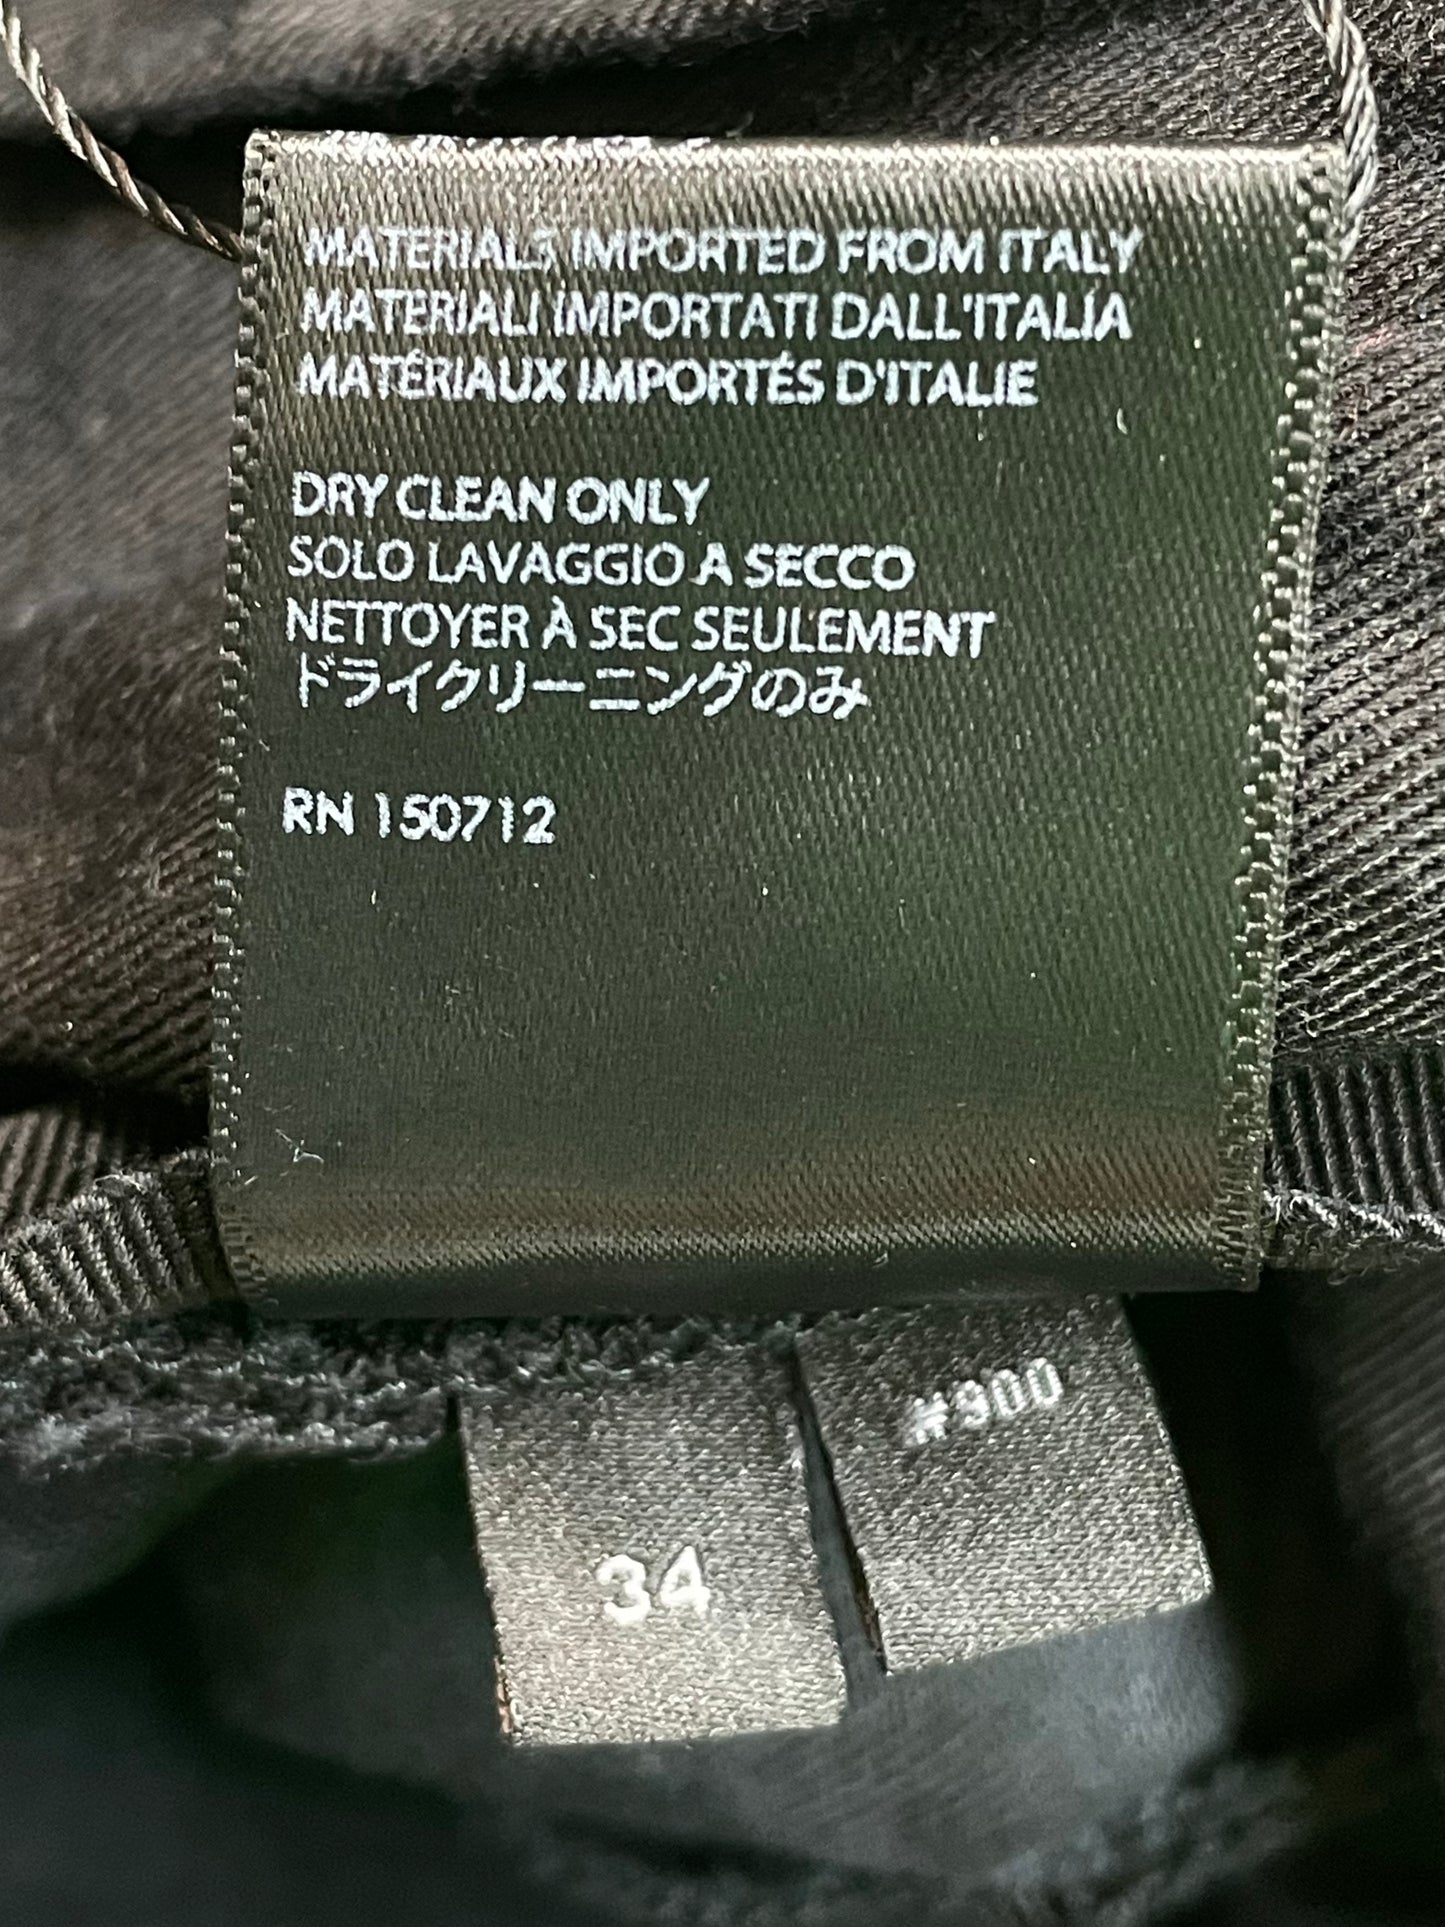 MATERIALS IMPORTED FROM ITALY
MATERIALI IMPORTATI DALL'ITALIA
MATÉRIAUX IMPORTÉS D'ITALIE
DRY CLEAN ONLY
SOLO LAVAGGIO A SECCO
NETTOYER À SEC SEULEMENT
ドライクリーニングのみ
RN 150712
#900
34